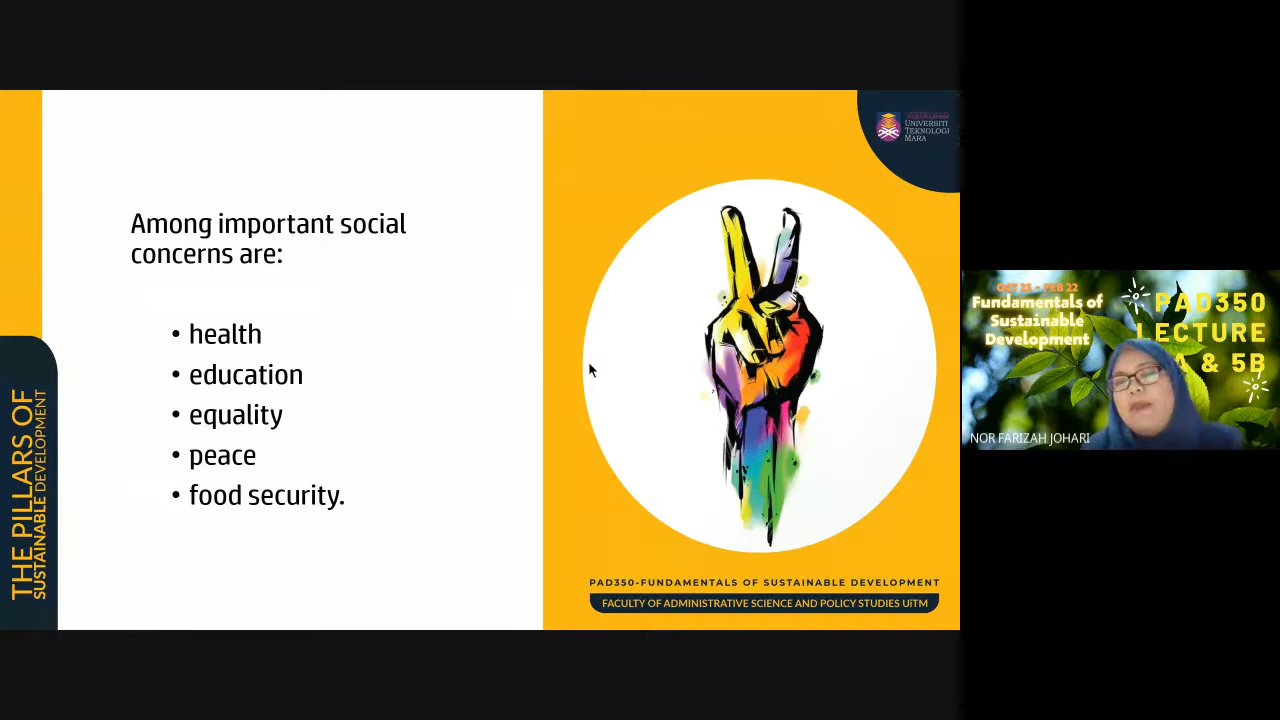 Among important social
concerns are:
• health
• education
• equality
• peace
• food security.
THE PILLARS OF
SUSTAINABLE DEVELOPMENT
UNIVERSITI
TEKNOLOGI
MARA
PAD350-FUNDAMENTALS OF SUSTAINABLE DEVELOPMENT
FACULTY OF ADMINISTRATIVE SCIENCE AND POLICY STUDIES UiTM
OCT 21 - FEB 22
Fundamentals of
Sustainable
Development
PAD350
LECTURE
A & 5B
NOR FARIZAH JOHARI